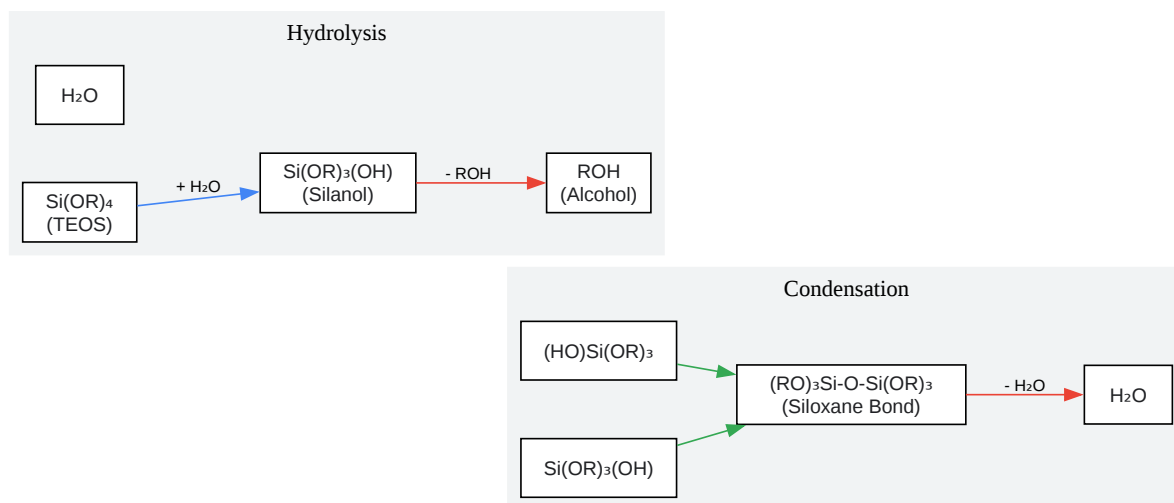 Hydrolysis
H₂O
Si(OR)₄
(TEOS)
+ H₂O
Si(OR)₃(OH)
(Silanol)
- ROH
ROH
(Alcohol)
Condensation
(HO)Si(OR)₃
Si(OR)₃(OH)
(RO)₃Si-O-Si(OR)₃
(Siloxane Bond)
- H₂O
H₂O